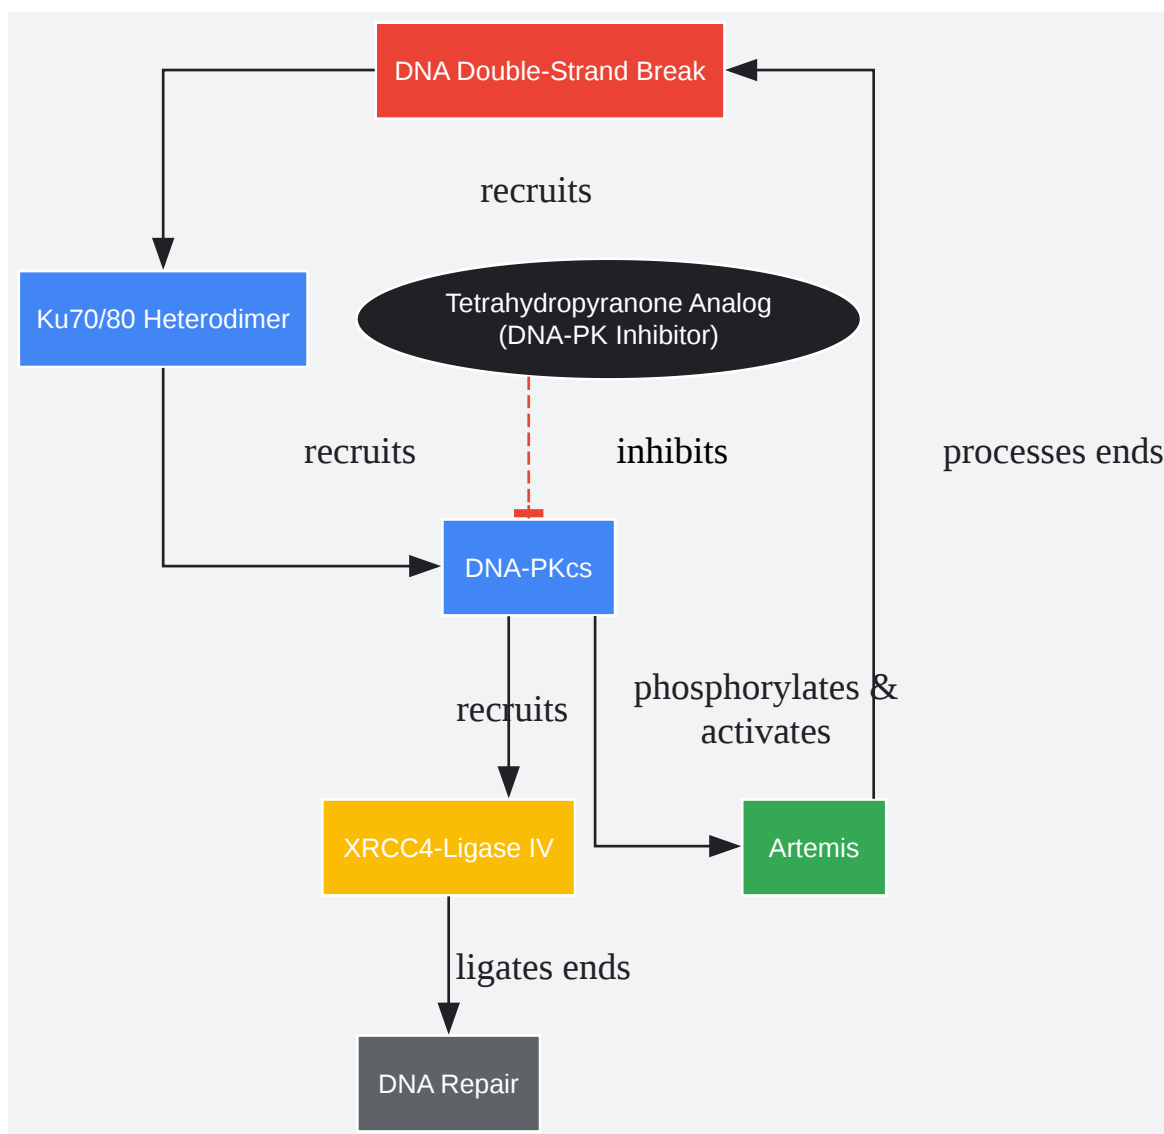 DNA Double-Strand Break
recruits
Ku70/80 Heterodimer
Tetrahydropyranone Analog
(DNA-PK Inhibitor)
recruits
inhibits
processes ends
DNA-PKcs
recruits
phosphorylates &
activates
XRCC4-Ligase IV
Artemis
ligates ends
DNA Repair